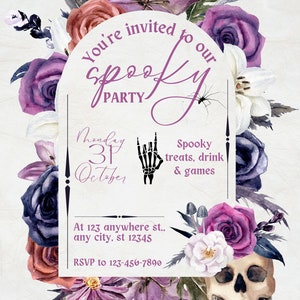 You're invited to our
spooky
PARTY
Monday
31
October
Spooky
treats, drink
& games
At 123 anywhere st.,
any city, st 12345
RSVP to 123-456-7890